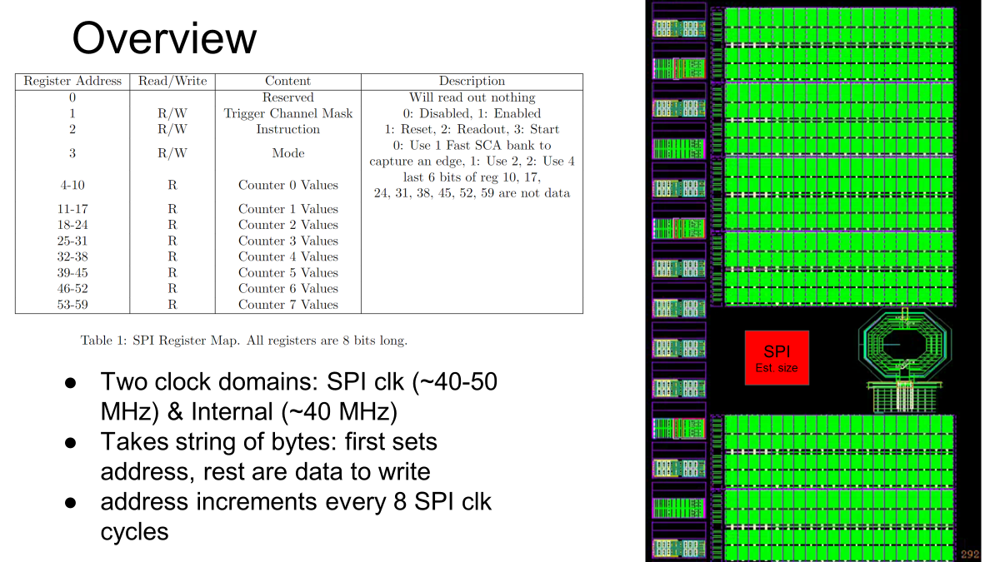 Overview
Register Address Read/Write Content Description
0 Reserved Will read out nothing
1 R/W Trigger Channel Mask 0: Disabled, 1: Enabled
2 R/W Instruction 1: Reset, 2: Readout, 3: Start
3 R/W Mode 0: Use 1 Fast SCA bank to
capture an edge, 1: Use 2, 2: Use 4
4-10 R Counter 0 Values last 6 bits of reg 10, 17,
24, 31, 38, 45, 52, 59 are not data
11-17 R Counter 1 Values
18-24 R Counter 2 Values
25-31 R Counter 3 Values
32-38 R Counter 4 Values
39-45 R Counter 5 Values
46-52 R Counter 6 Values
53-59 R Counter 7 Values
Table 1: SPI Register Map. All registers are 8 bits long.
● Two clock domains: SPI clk (~40-50
MHz) & Internal (~40 MHz)
● Takes string of bytes: first sets
address, rest are data to write
● address increments every 8 SPI clk
cycles
SPI
Est. size
292